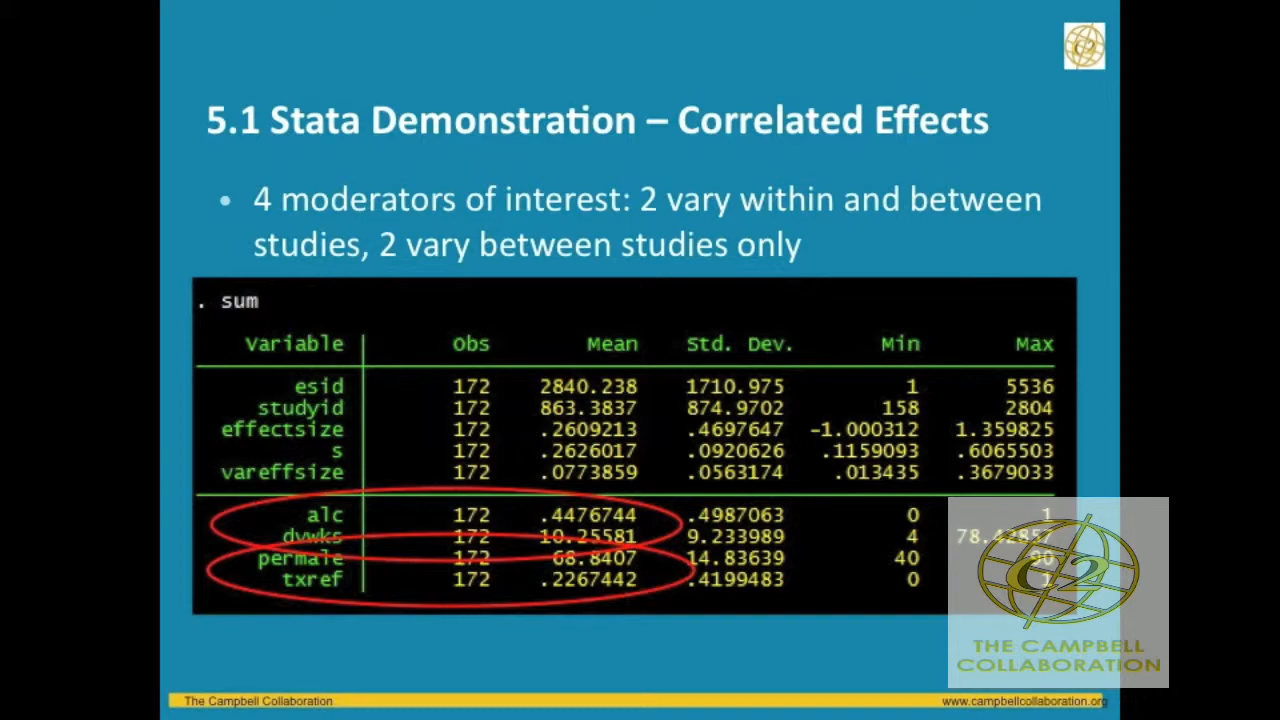 5.1 Stata Demonstration – Correlated Effects
• 4 moderators of interest: 2 vary within and between
studies, 2 vary between studies only
. sum
Variable Obs Mean Std. Dev. Min Max
esid 172 2840.238 1710.975 1 5536
studyid 172 863.3837 874.9702 158 2804
effectsize 172 .2609213 .4697647 -1.000312 1.359825
s 172 .2626017 .0920626 .1159093 .6065503
vareffsize 172 .0773859 .0563174 .013435 .3679033
alc 172 .4476744 .4987063 0 1
dvwks 172 10.25581 9.233989 4 78.42857
permale 172 68.8407 14.83639 40
txref 172 .2267442 .4199483 0 1
C2
THE CAMPBELL
COLLABORATION
The Campbell Collaboration www.campbellcollaboration.org